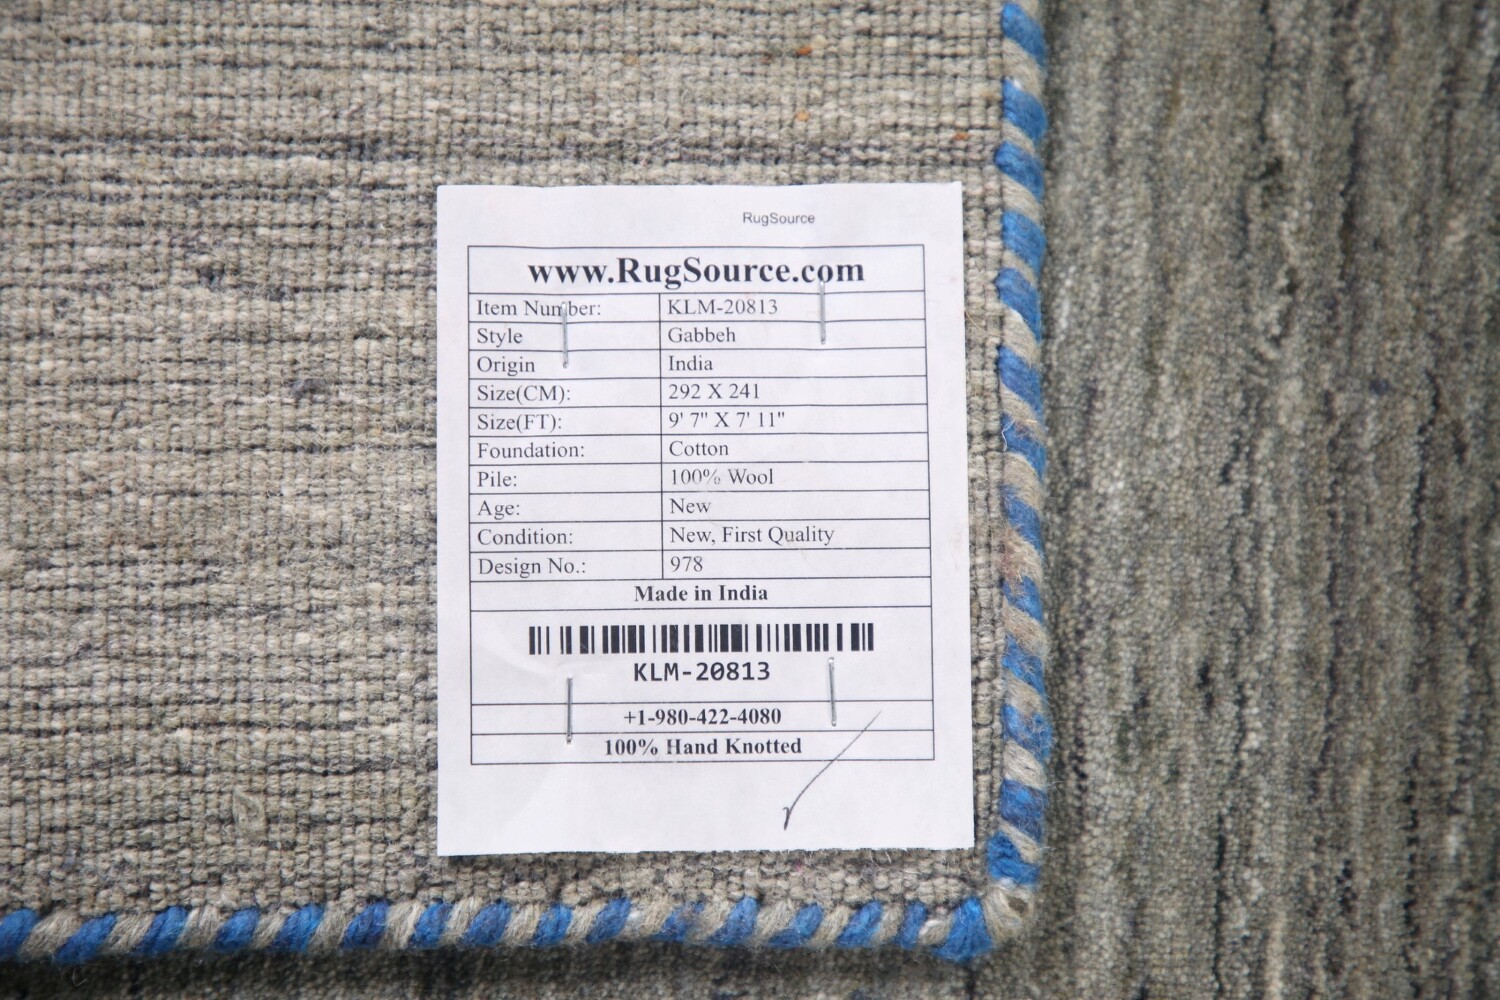 RugSource
www.RugSource.com
Item Number: KLM-20813
Style Gabbeh
Origin India
Size(CM): 292 X 241
Size(FT): 9' 7" X 7' 11"
Foundation: Cotton
Pile: 100% Wool
Age: New
Condition: New, First Quality
Design No.: 978
Made in India
KLM-20813
+1-980-422-4080
100% Hand Knotted